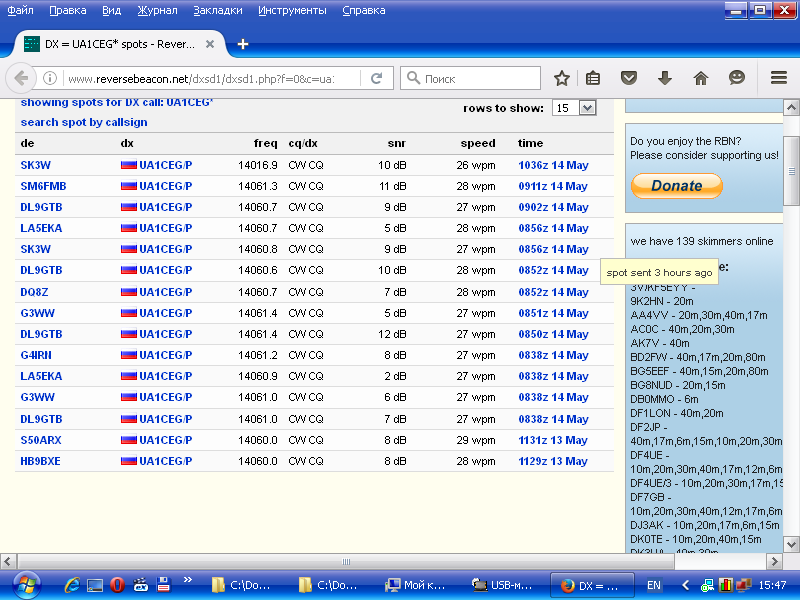 Файл Правка Вид Журнал Закладки Инструменты Справка
DX = UA1CEG* spots - Rever...
www.reversebeacon.net/dxsd1/dxsd1.php?f=0&c=ua:
Поиск
showing spots for DX call: UA1CEG*
rows to show: 15
search spot by callsign
de dx freq cq/dx snr speed time
SK3W UA1CEG/P 14016.9 CW CQ 10 dB 26 wpm 1036z 14 May
SM6FMB UA1CEG/P 14061.3 CW CQ 11 dB 28 wpm 0911z 14 May
DL9GTB UA1CEG/P 14060.7 CW CQ 9 dB 27 wpm 0902z 14 May
LA5EKA UA1CEG/P 14060.7 CW CQ 5 dB 28 wpm 0856z 14 May
SK3W UA1CEG/P 14060.8 CW CQ 9 dB 27 wpm 0856z 14 May
DL9GTB UA1CEG/P 14060.6 CW CQ 10 dB 28 wpm 0852z 14 May
DQ8Z UA1CEG/P 14060.7 CW CQ 7 dB 28 wpm 0852z 14 May
G3WW UA1CEG/P 14061.4 CW CQ 5 dB 27 wpm 0851z 14 May
DL9GTB UA1CEG/P 14061.4 CW CQ 12 dB 27 wpm 0850z 14 May
G4IRN UA1CEG/P 14061.2 CW CQ 8 dB 27 wpm 0838z 14 May
LA5EKA UA1CEG/P 14060.9 CW CQ 2 dB 27 wpm 0838z 14 May
G3WW UA1CEG/P 14061.0 CW CQ 6 dB 27 wpm 0838z 14 May
DL9GTB UA1CEG/P 14061.0 CW CQ 7 dB 27 wpm 0838z 14 May
S50ARX UA1CEG/P 14060.0 CW CQ 8 dB 29 wpm 1131z 13 May
HB9BXE UA1CEG/P 14060.0 CW CQ 8 dB 28 wpm 1129z 13 May
Do you enjoy the RBN?
Please consider supporting us!
Donate
we have 139 skimmers online
spot sent 3 hours ago
e:
3V/KF5EYY -
9K2HN - 20m
AA4VV - 20m,30m,40m,17m
AC0C - 40m,20m,30m
AK7V - 40m
BD2FW - 40m,17m,20m,80m
BG5EEF - 40m,15m,20m,80m
BG8NUD - 20m,15m
DB0MMO - 6m
DF1LON - 40m,20m
DF2JP -
40m,17m,6m,15m,10m,20m,30m
DF4UE -
10m,20m,30m,40m,17m,12m,6m
DF4UE/3 - 10m,20m,30m,17m,15
DF7GB -
10m,20m,30m,40m,12m,17m,6m
DJ3AK - 10m,20m,17m,6m,15m
DK0TE - 10m,20m,40m,15m
DK3UA - 40m,30m
C:\Do...
C:\Do...
Мой к...
USB-м...
DX = ...
EN
15:47